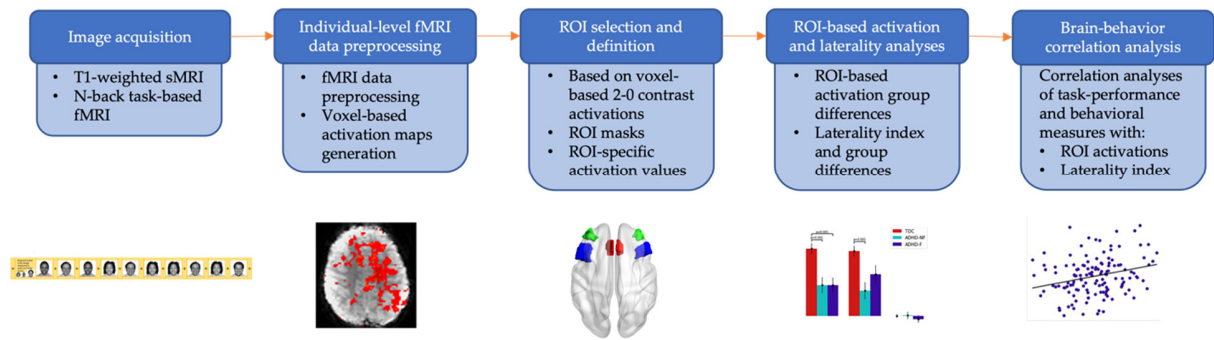 Image acquisition
• T1-weighted sMRI
• N-back task-based
fMRI
Individual-level fMRI
data preprocessing
• fMRI data
preprocessing
• Voxel-based
activation maps
generation
ROI selection and
definition
• Based on voxel-
based 2-0 contrast
activations
• ROI masks
• ROI-specific
activation values
ROI-based activation
and laterality analyses
• ROI-based
activation group
differences
• Laterality index
and group
differences
Brain-behavior
correlation analysis
Correlation analyses
of task-performance
and behavioral
measures with:
• ROI activations
• Laterality index
TDC
ADHD-NF
ADHD-F